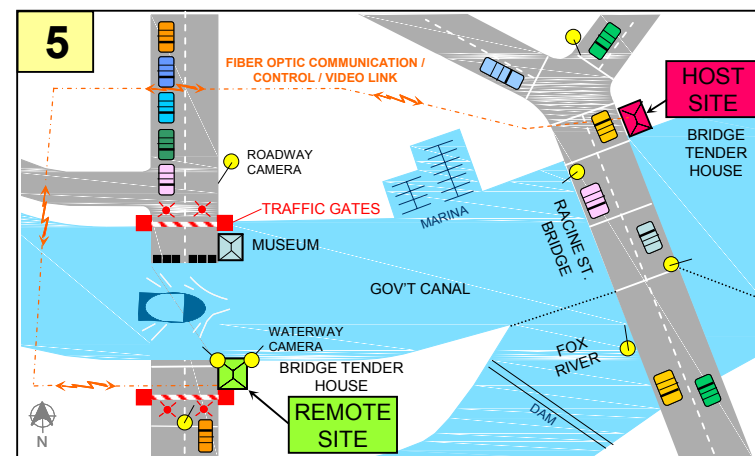 5
FIBER OPTIC COMMUNICATION /
CONTROL / VIDEO LINK
HOST
SITE
BRIDGE
TENDER
HOUSE
ROADWAY
CAMERA
TRAFFIC GATES
MARINA
MUSEUM
RACINE ST.
BRIDGE
GOV'T CANAL
WATERWAY
CAMERA
BRIDGE TENDER
HOUSE
FOX
RIVER
REMOTE
SITE
DAM
N